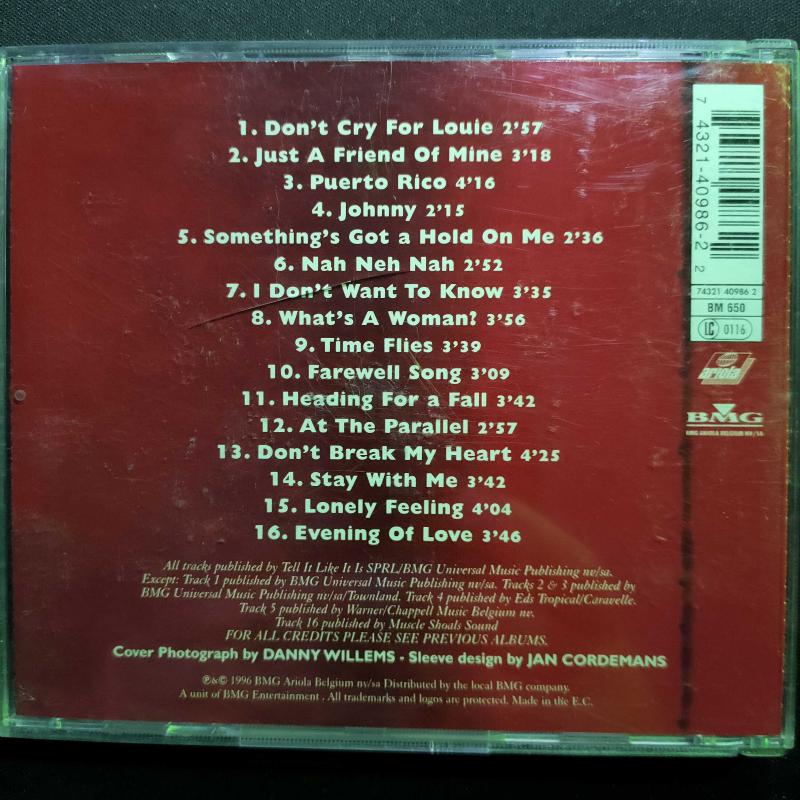 1. Don't Cry For Louie 2'57
2. Just A Friend Of Mine 3'18
3. Puerto Rico 4'16
4. Johnny 2'15
5. Something's Got a Hold On Me 2'36
6. Nah Neh Nah 2'52
7. I Don't Want To Know 3'35
8. What's A Woman? 3'56
9. Time Flies 3'39
10. Farewell Song 3'09
11. Heading For a Fall 3'42
12. At The Parallel 2'57
13. Don't Break My Heart 4'25
14. Stay With Me 3'42
15. Lonely Feeling 4'04
16. Evening Of Love 3'46
All tracks published by Tell It Like It Is SPRL/BMG Universal Music Publishing nv/sa.
Except: Track 1 published by BMG Universal Music Publishing nv/sa. Tracks 2 & 3 published by
BMG Universal Music Publishing nv/sa/Townland. Track 4 published by Eds Tropical/Caravelle.
Track 5 published by Warner/Chappell Music Belgium nv.
Track 16 published by Muscle Shoals Sound
FOR ALL CREDITS PLEASE SEE PREVIOUS ALBUMS.
Cover Photograph by DANNY WILLEMS - Sleeve design by JAN CORDEMANS
℗&© 1996 BMG Ariola Belgium nv/sa Distributed by the local BMG company.
A unit of BMG Entertainment . All trademarks and logos are protected. Made in the E.C.
7 4321-40986-2 2
74321 40986 2
BM 650
LC 0116
ariola
BMG
BMG ARIOLA BELGIUM NV/SA